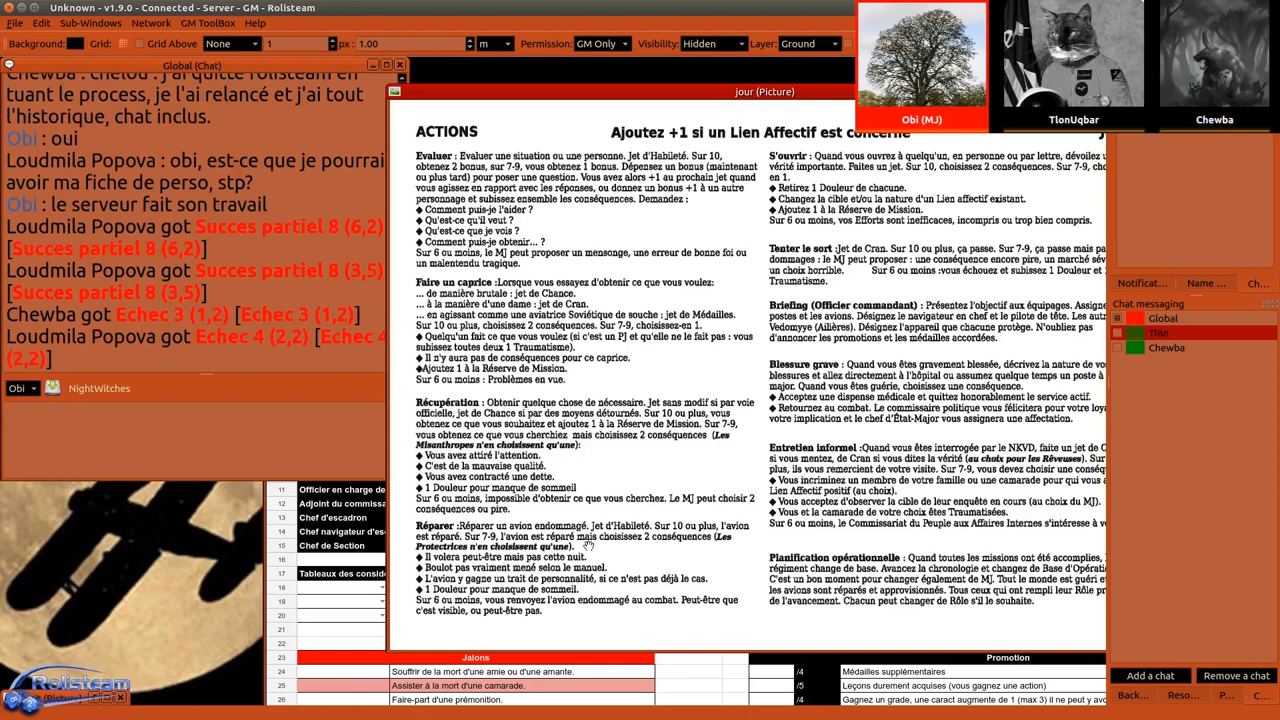 Unknown - v1.9.0 - Connected - Server - GM - Rolisteam
File Edit Sub-Windows Network GM ToolBox Help
Background: Grid: Grid Above None 1 px : 1.00 m Permission: GM Only Visibility: Hidden Layer: Ground
Global (Chat)
Chewba : chelou : j'ai quitté rolisteam en
tuant le process, je l'ai relancé et j'ai tout
l'historique, chat inclus.
Obi : oui
Loudmila Popova : obi, est-ce que je pourrai
avoir ma fiche de perso, stp?
Obi : le serveur fait son travail
Loudmila Popova got Succes partiel 8 (6,2)
[Succes partiel 8 (6,2)]
Loudmila Popova got Succes partiel 8 (3,5)
[Succes partiel 8 (3,5)]
Chewba got Echec 3 (1,2) [Echec 3 (1,2)]
Loudmila Popova got Echec 4 (2,2) [Echec 4
(2,2)]
Obi NightWitches
jour (Picture)
ACTIONS
Ajoutez +1 si un Lien Affectif est concerné
Evaluer : Evaluer une situation ou une personne. Jet d'Habileté. Sur 10,
obtenez 2 bonus, sur 7-9, vous obtenez 1 bonus. Dépensez un bonus (maintenant
ou plus tard) pour poser une question. Vous avez alors +1 au prochain jet quand
vous agissez en rapport avec les réponses, ou donnez un bonus +1 à un autre
personnage et subissez ensemble les conséquences. Demandez :
◆ Comment puis-je l'aider ?
◆ Qu'est-ce qu'il veut ?
◆ Qu'est-ce que je vois ?
◆ Comment puis-je obtenir... ?
Sur 6 ou moins, le MJ peut proposer un mensonge, une erreur de bonne foi ou
un malentendu tragique.
Faire un caprice :Lorsque vous essayez d'obtenir ce que vous voulez:
... de manière brutale : jet de Chance.
... à la manière d'une dame : jet de Cran.
... en agissant comme une aviatrice Soviétique de souche : jet de Médailles.
Sur 10 ou plus, choisissez 2 conséquences. Sur 7-9, choisissez-en 1.
◆ Quelqu'un fait ce que vous voulez (si c'est un PJ et qu'elle ne le fait pas : vous
subissez toutes deux 1 Traumatisme).
◆ Il n'y aura pas de conséquences pour ce caprice.
◆Ajoutez 1 à la Réserve de Mission.
Sur 6 ou moins : Problèmes en vue.
Récupération : Obtenir quelque chose de nécessaire. Jet sans modif si par voie
officielle, jet de Chance si par des moyens détournés. Sur 10 ou plus, vous
obtenez ce que vous souhaitez et ajoutez 1 à la Réserve de Mission. Sur 7-9,
vous obtenez ce que vous cherchiez mais choisissez 2 conséquences (Les
Misanthropes n'en choisissent qu'une):
◆ Vous avez attiré l'attention.
◆ C'est de la mauvaise qualité.
◆ Vous avez contracté une dette.
◆ 1 Douleur pour manque de sommeil
Sur 6 ou moins, impossible d'obtenir ce que vous cherchez. Le MJ peut choisir 2
conséquences ou pire.
Réparer :Réparer un avion endommagé. Jet d'Habileté. Sur 10 ou plus, l'avion
est réparé. Sur 7-9, l'avion est réparé mais choisissez 2 conséquences (Les
Protectrices n'en choisissent qu'une).
◆ Il volera peut-être mais pas cette nuit.
◆ Boulot pas vraiment mené selon le manuel.
◆ L'avion y gagne un trait de personnalité, si ce n'est pas déjà le cas.
◆ 1 Douleur pour manque de sommeil.
Sur 6 ou moins, vous renvoyez l'avion endommagé au combat. Peut-être que
c'est visible, ou peut-être pas.
S'ouvrir : Quand vous ouvrez à quelqu'un, en personne ou par lettre, dévoilez u
vérité importante. Faites un jet. Sur 10, choisissez 2 conséquences. Sur 7-9, cho
en 1.
◆ Retirez 1 Douleur de chacune.
◆ Changez la cible et/ou la nature d'un Lien affectif existant.
◆ Ajoutez 1 à la Réserve de Mission.
Sur 6 ou moins, vos Efforts sont inefficaces, incompris ou trop bien compris.
Tenter le sort :Jet de Cran. Sur 10 ou plus, ça passe. Sur 7-9, ça passe mais pa
dommages : le MJ peut proposer : une conséquence encore pire, un marché sév
un choix horrible. Sur 6 ou moins :vous échouez et subissez 1 Douleur et
Traumatisme.
Briefing (Officier commandant) : Présentez l'objectif aux équipages. Assigne
postes et les avions. Désignez le navigateur en chef et le pilote de tête. Les autr
Vedomyye (Ailières). Désignez l'appareil que chacune protège. N'oubliez pas
d'annoncer les promotions et les médailles accordées.
Blessure grave : Quand vous êtes gravement blessée, décrivez la nature de vos
blessures et allez directement à l'hôpital ou assumez quelque temps un poste à
major. Quand vous êtes guérie, choisissez une conséquence.
◆ Acceptez une dispense médicale et quittez honorablement le service actif.
◆ Retournez au combat. Le commissaire politique vous félicitera pour votre loya
votre implication et le chef d'État-Major vous assignera une affectation.
Entretien informel :Quand vous êtes interrogée par le NKVD, faite un jet de C
si vous mentez, de Cran si vous dites la vérité (au choix pour les Rêveuses). Sur
plus, ils vous remercient de votre visite. Sur 7-9, vous devez choisir une conséq
◆ Vous incriminez un membre de votre famille ou une camarade pour qui vous a
Lien Affectif positif (au choix).
◆ Vous acceptez d'observer la cible de leur enquête en cours (au choix du MJ).
◆ Vous et la camarade de votre choix êtes Traumatisées.
Sur 6 ou moins, le Commissariat du Peuple aux Affaires Internes s'intéresse à v
Planification opérationnelle : Quand toutes les missions ont été accomplies, l
régiment change de base. Avancez la chronologie et changez de Base d'Opératio
C'est un bon moment pour changer également de MJ. Tout le monde est guéri et
les avions sont réparés et approvisionnés. Tous ceux qui ont rempli leur Rôle pr
de l'avancement. Chacun peut changer de Rôle s'il le souhaite.
Obi (MJ)
TlonUqbar
Chewba
Notificat... Name ... Ch...
Chat messaging
Global
Tlön
Chewba
Add a chat Remove a chat
Back... Reso... P... C...
11 Officier en charge de
12 Adjoint du commissa
13 Chef d'escadron
14 Chef navigateur d'es
15 Chef de Section
16
17 Tableaux des consid
18
19
20
21
22
23 Jalons Promotion
24 Souffrir de la mort d'une amie ou d'une amante. /4 Médailles supplémentaires
25 Assister à la mort d'une camarade. /5 Leçons durement acquises (vous gagnez une action)
26 Faire-part d'une prémonition. /4 Gagnez un grade, une caract augmente de 1 (max 3) il ne peut y avo
Rolisteam
(Picture)